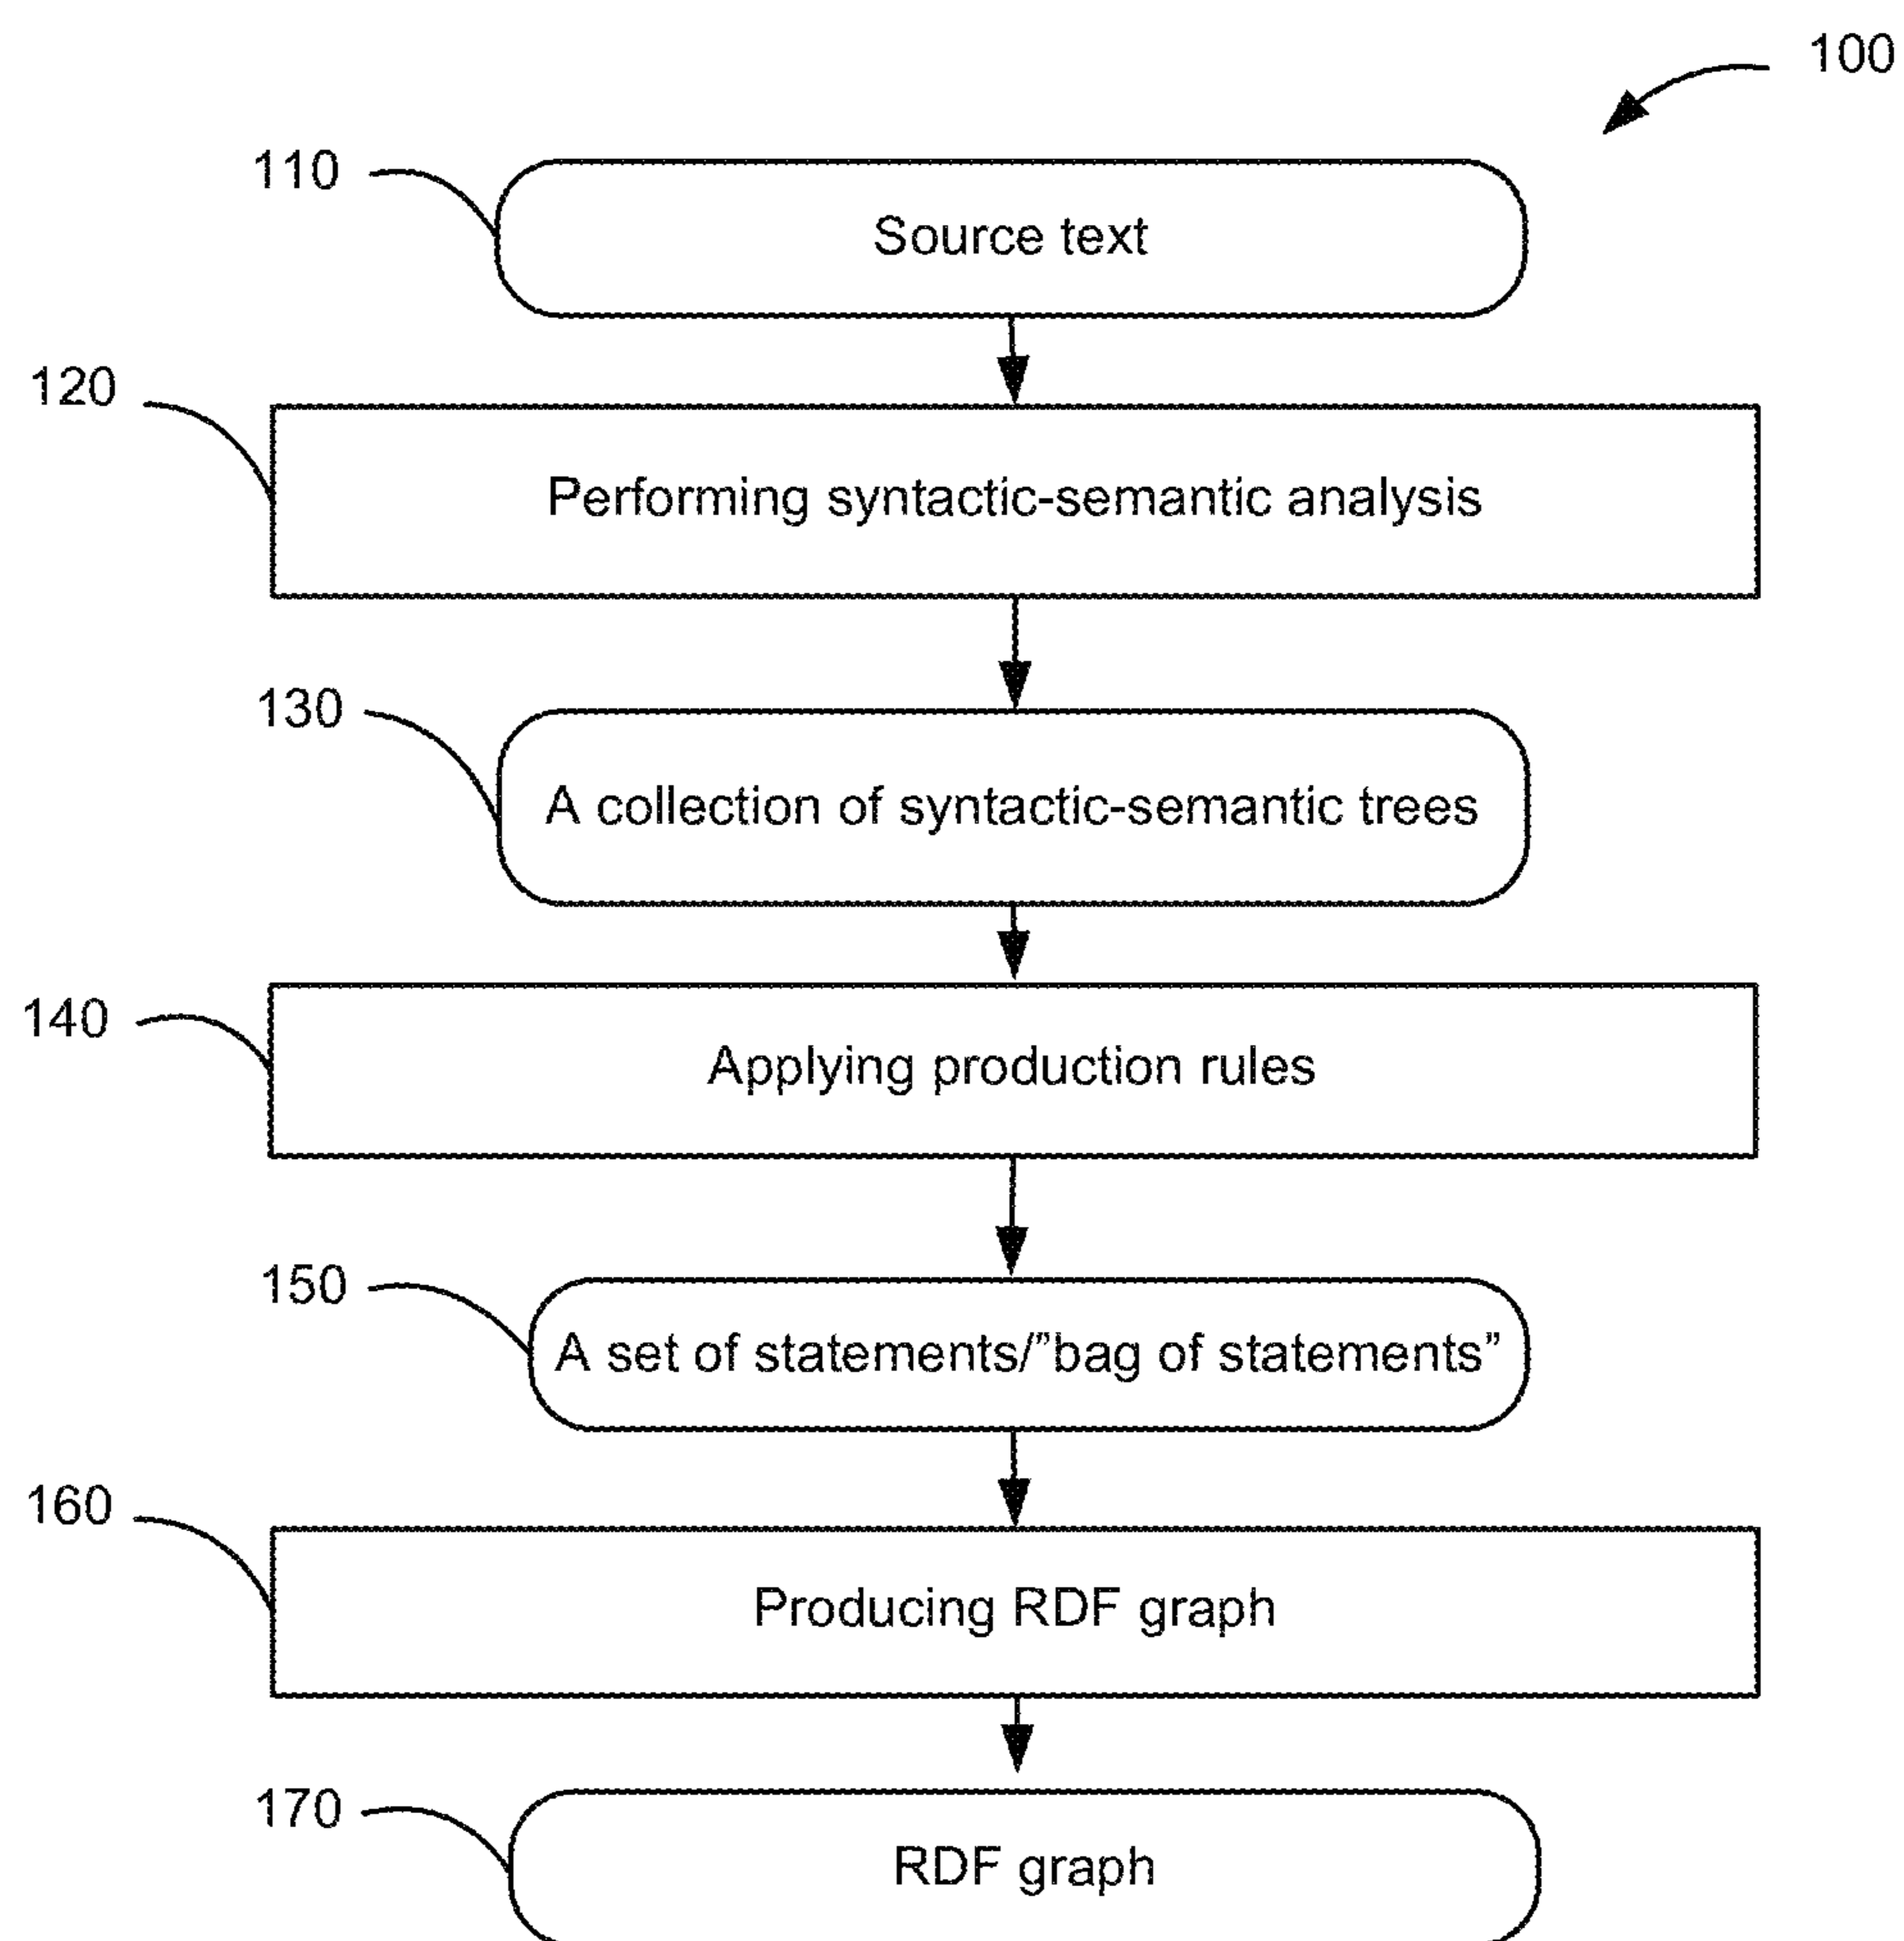 100
110
Source text
120
Performing syntactic-semantic analysis
130
A collection of syntactic-semantic trees
140
Applying production rules
150
A set of statements/”bag of statements”
160
Producing RDF graph
170
RDF graph